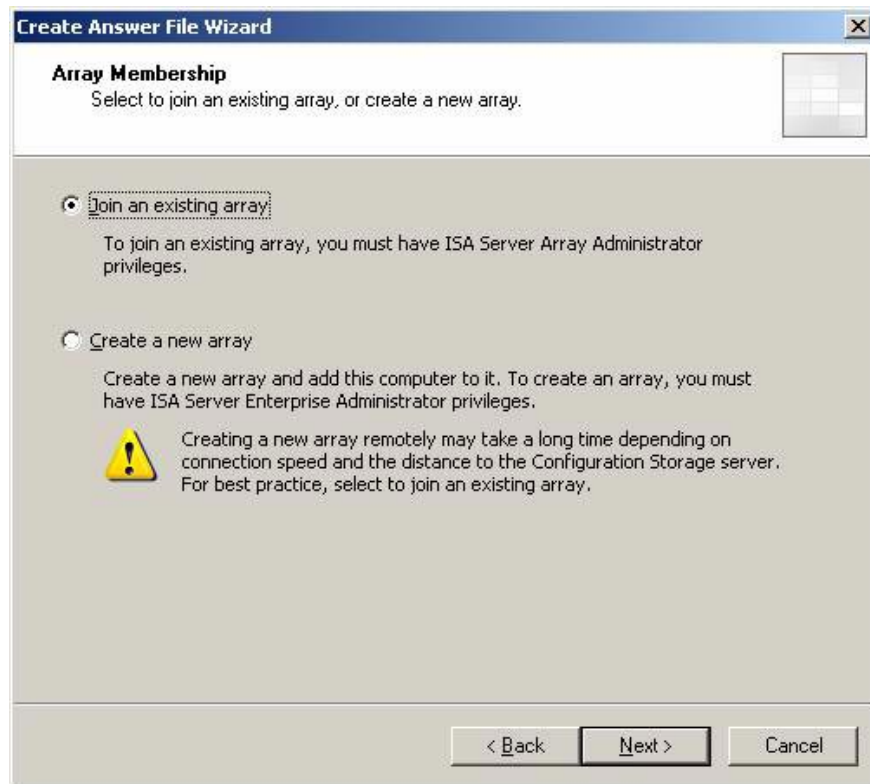 Create Answer File Wizard
Array Membership
Select to join an existing array, or create a new array.
Join an existing array
To join an existing array, you must have ISA Server Array Administrator
privileges.
Create a new array
Create a new array and add this computer to it. To create an array, you must
have ISA Server Enterprise Administrator privileges.
Creating a new array remotely may take a long time depending on
connection speed and the distance to the Configuration Storage server.
For best practice, select to join an existing array.
< Back
Next >
Cancel